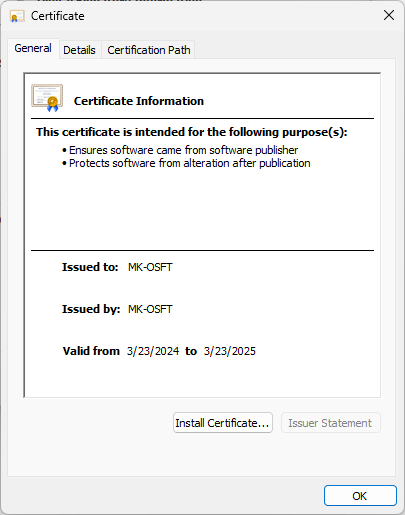 Certificate
General Details Certification Path
Certificate Information
This certificate is intended for the following purpose(s):
• Ensures software came from software publisher
• Protects software from alteration after publication
Issued to: MK-OSFT
Issued by: MK-OSFT
Valid from 3/23/2024 to 3/23/2025
Install Certificate... Issuer Statement
OK